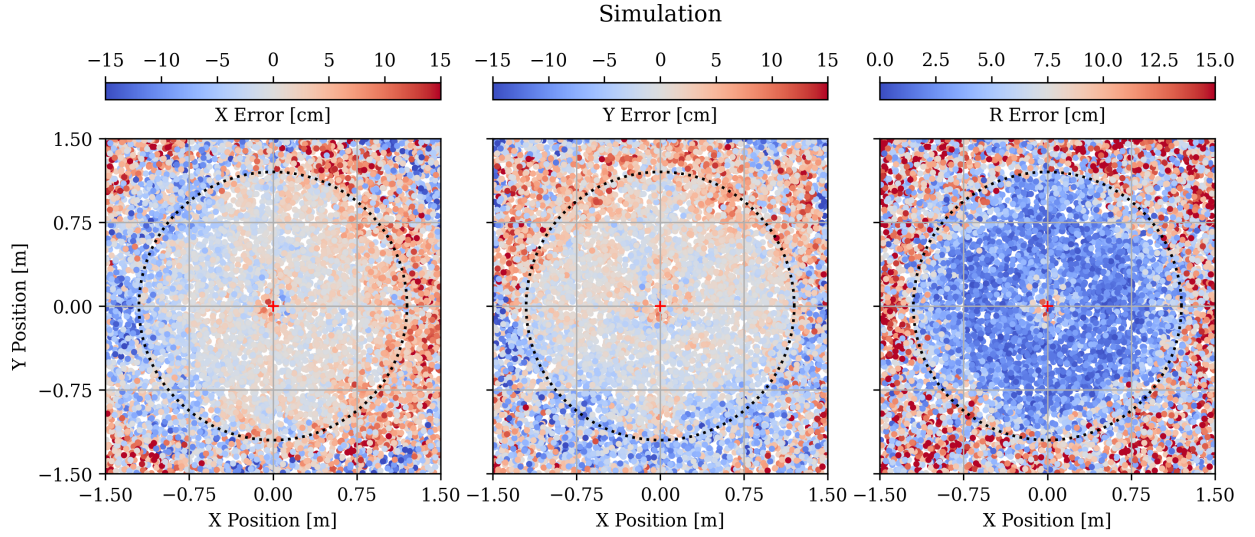 Simulation
−15 −10 −5 0 5 10 15
X Error [cm]
−15 −10 −5 0 5 10 15
Y Error [cm]
0.0 2.5 5.0 7.5 10.0 12.5 15.0
R Error [cm]
Y Position [m]
1.50
0.75
0.00
−0.75
−1.50
−1.50 −0.75 0.00 0.75 1.50
X Position [m]
−1.50 −0.75 0.00 0.75 1.50
X Position [m]
−1.50 −0.75 0.00 0.75 1.50
X Position [m]